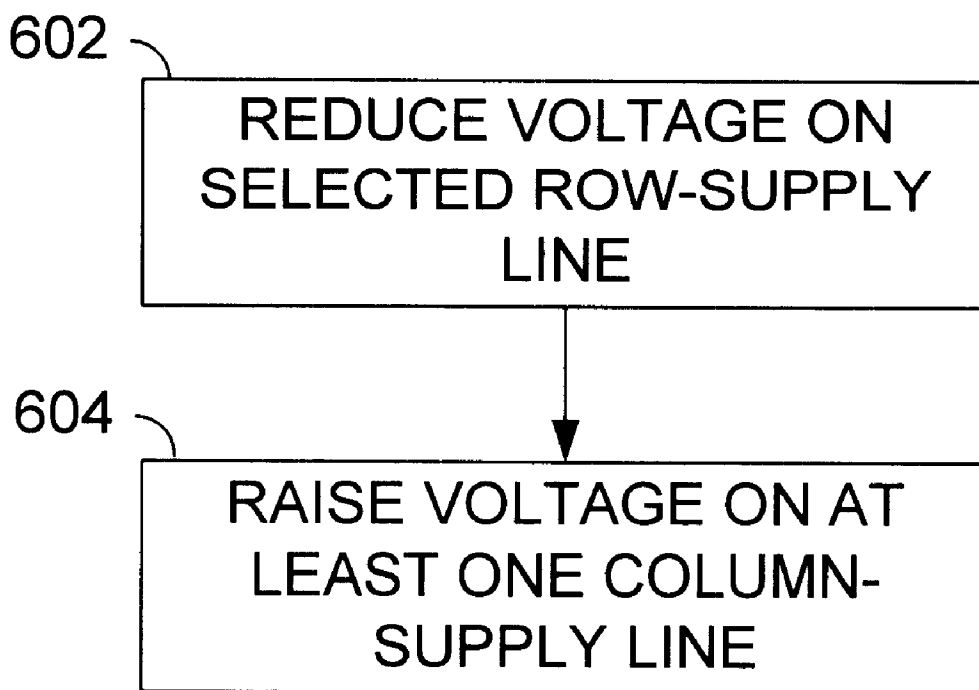 602
REDUCE VOLTAGE ON
SELECTED ROW-SUPPLY
LINE
604
RAISE VOLTAGE ON AT
LEAST ONE COLUMN-
SUPPLY LINE